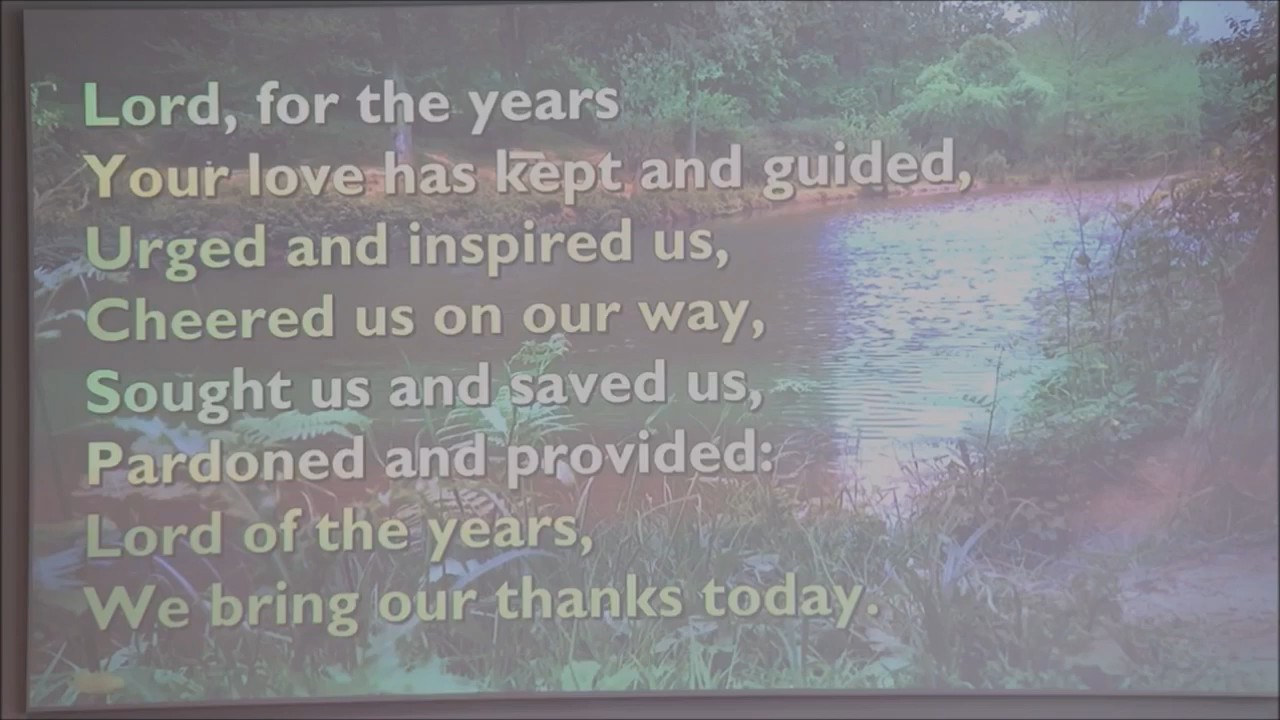 Lord, for the years
Your love has kept and guided,
Urged and inspired us,
Cheered us on our way,
Sought us and saved us,
Pardoned and provided:
Lord of the years,
We bring our thanks today.